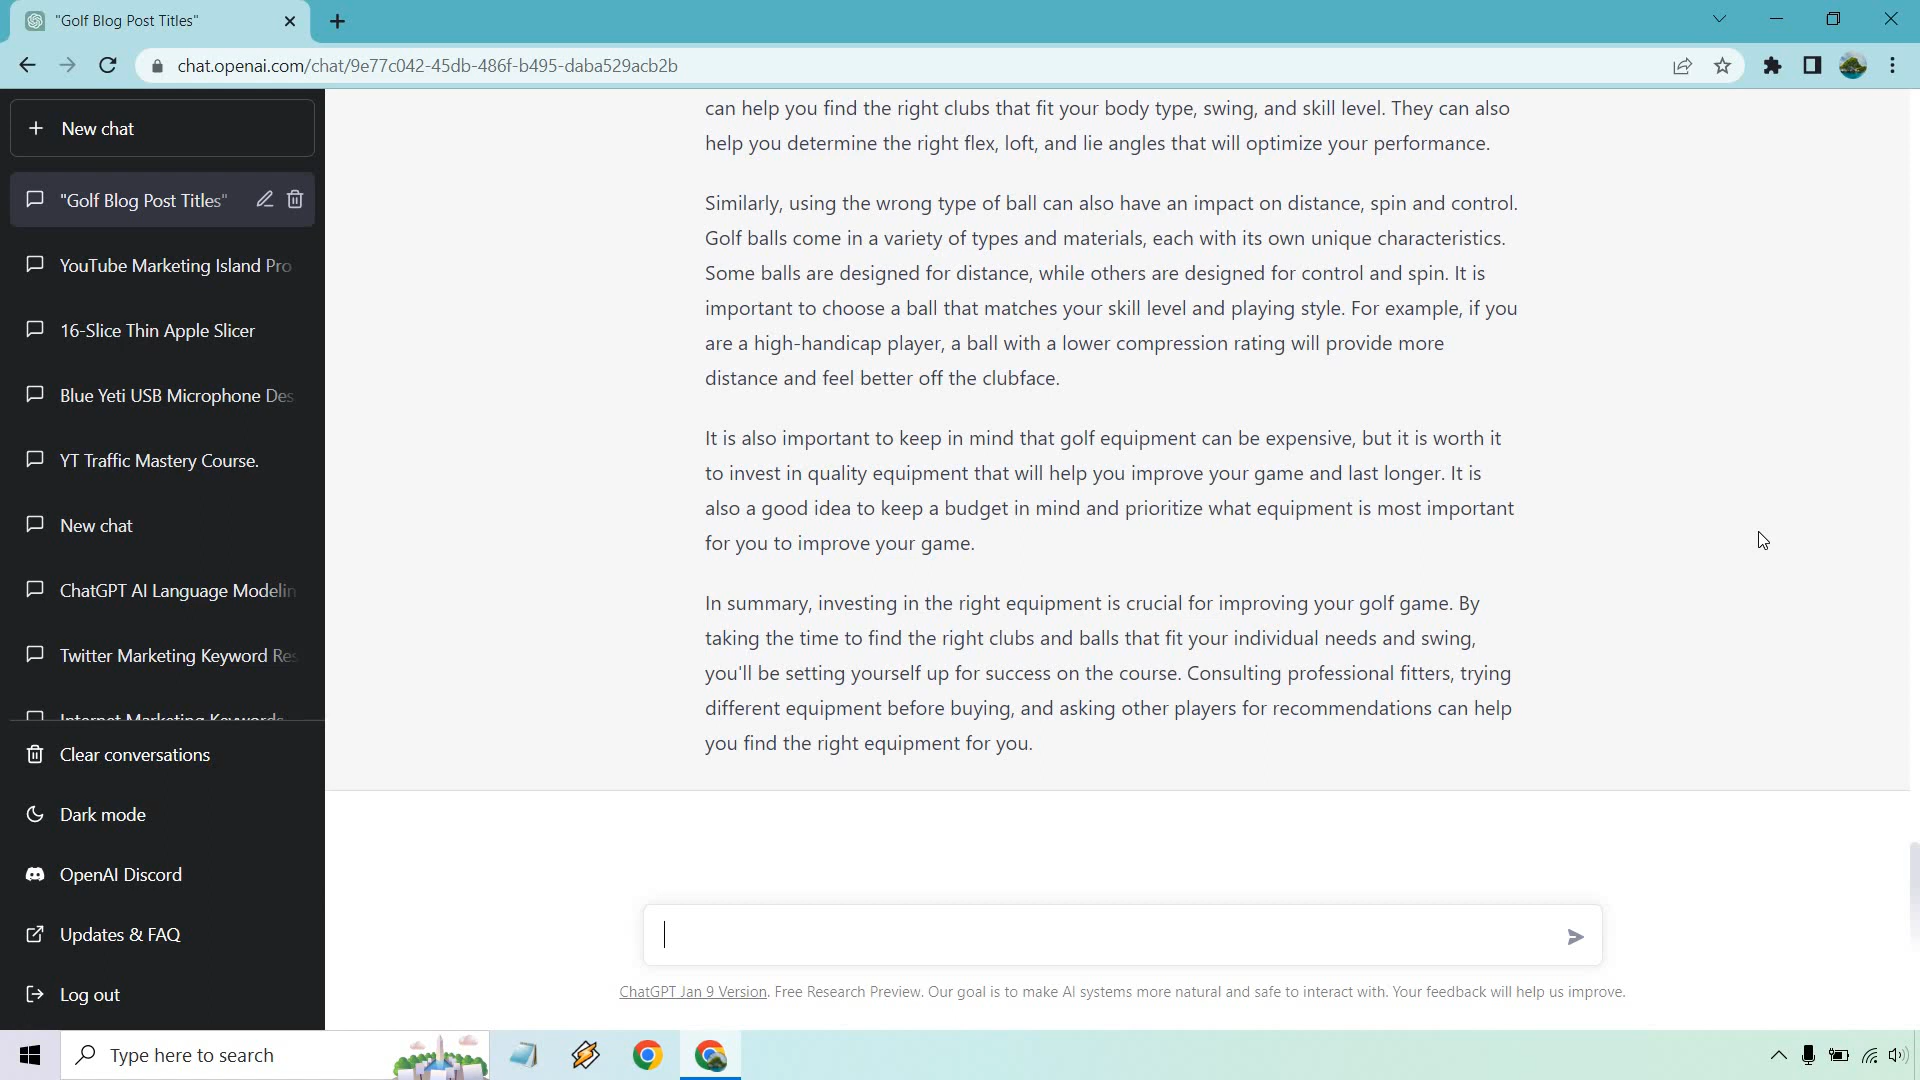 "Golf Blog Post Titles"
chat.openai.com/chat/9e77c042-45db-486f-b495-daba529acb2b
New chat
"Golf Blog Post Titles"
YouTube Marketing Island Pro
16-Slice Thin Apple Slicer
Blue Yeti USB Microphone Des
YT Traffic Mastery Course.
New chat
ChatGPT AI Language Modelin
Twitter Marketing Keyword Res
Internet Marketing Keywords
Clear conversations
Dark mode
OpenAI Discord
Updates & FAQ
Log out
can help you find the right clubs that fit your body type, swing, and skill level. They can also
help you determine the right flex, loft, and lie angles that will optimize your performance.
Similarly, using the wrong type of ball can also have an impact on distance, spin and control.
Golf balls come in a variety of types and materials, each with its own unique characteristics.
Some balls are designed for distance, while others are designed for control and spin. It is
important to choose a ball that matches your skill level and playing style. For example, if you
are a high-handicap player, a ball with a lower compression rating will provide more
distance and feel better off the clubface.
It is also important to keep in mind that golf equipment can be expensive, but it is worth it
to invest in quality equipment that will help you improve your game and last longer. It is
also a good idea to keep a budget in mind and prioritize what equipment is most important
for you to improve your game.
In summary, investing in the right equipment is crucial for improving your golf game. By
taking the time to find the right clubs and balls that fit your individual needs and swing,
you'll be setting yourself up for success on the course. Consulting professional fitters, trying
different equipment before buying, and asking other players for recommendations can help
you find the right equipment for you.
ChatGPT Jan 9 Version. Free Research Preview. Our goal is to make AI systems more natural and safe to interact with. Your feedback will help us improve.
Type here to search